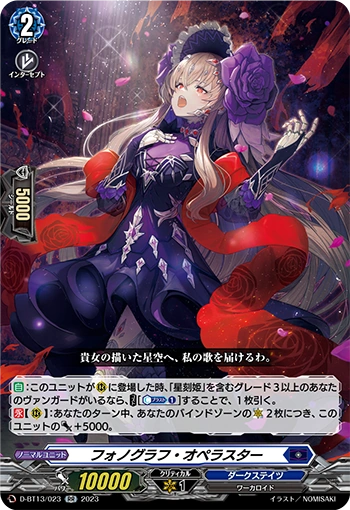 2
グレード
インターセプト
5000
シールド
貴女の描いた星空へ、私の歌を届けるわ。
自:このユニットがRに登場した時、「星刻姫」を含むグレード3以上のあなた
のヴァンガードがいるなら、【ブラスト1】することで、1枚引く。
永【R】:あなたのターン中、あなたのバインドゾーンの 2枚につき、このユ
ニットの +5000。
ノーマルユニット
フォノグラフ・オペラスター
パワー
10000
クリティカル
1
ダークステイツ
ワーカロイド
D-BT13/023 RR 2023
イラスト/NOMISAKI